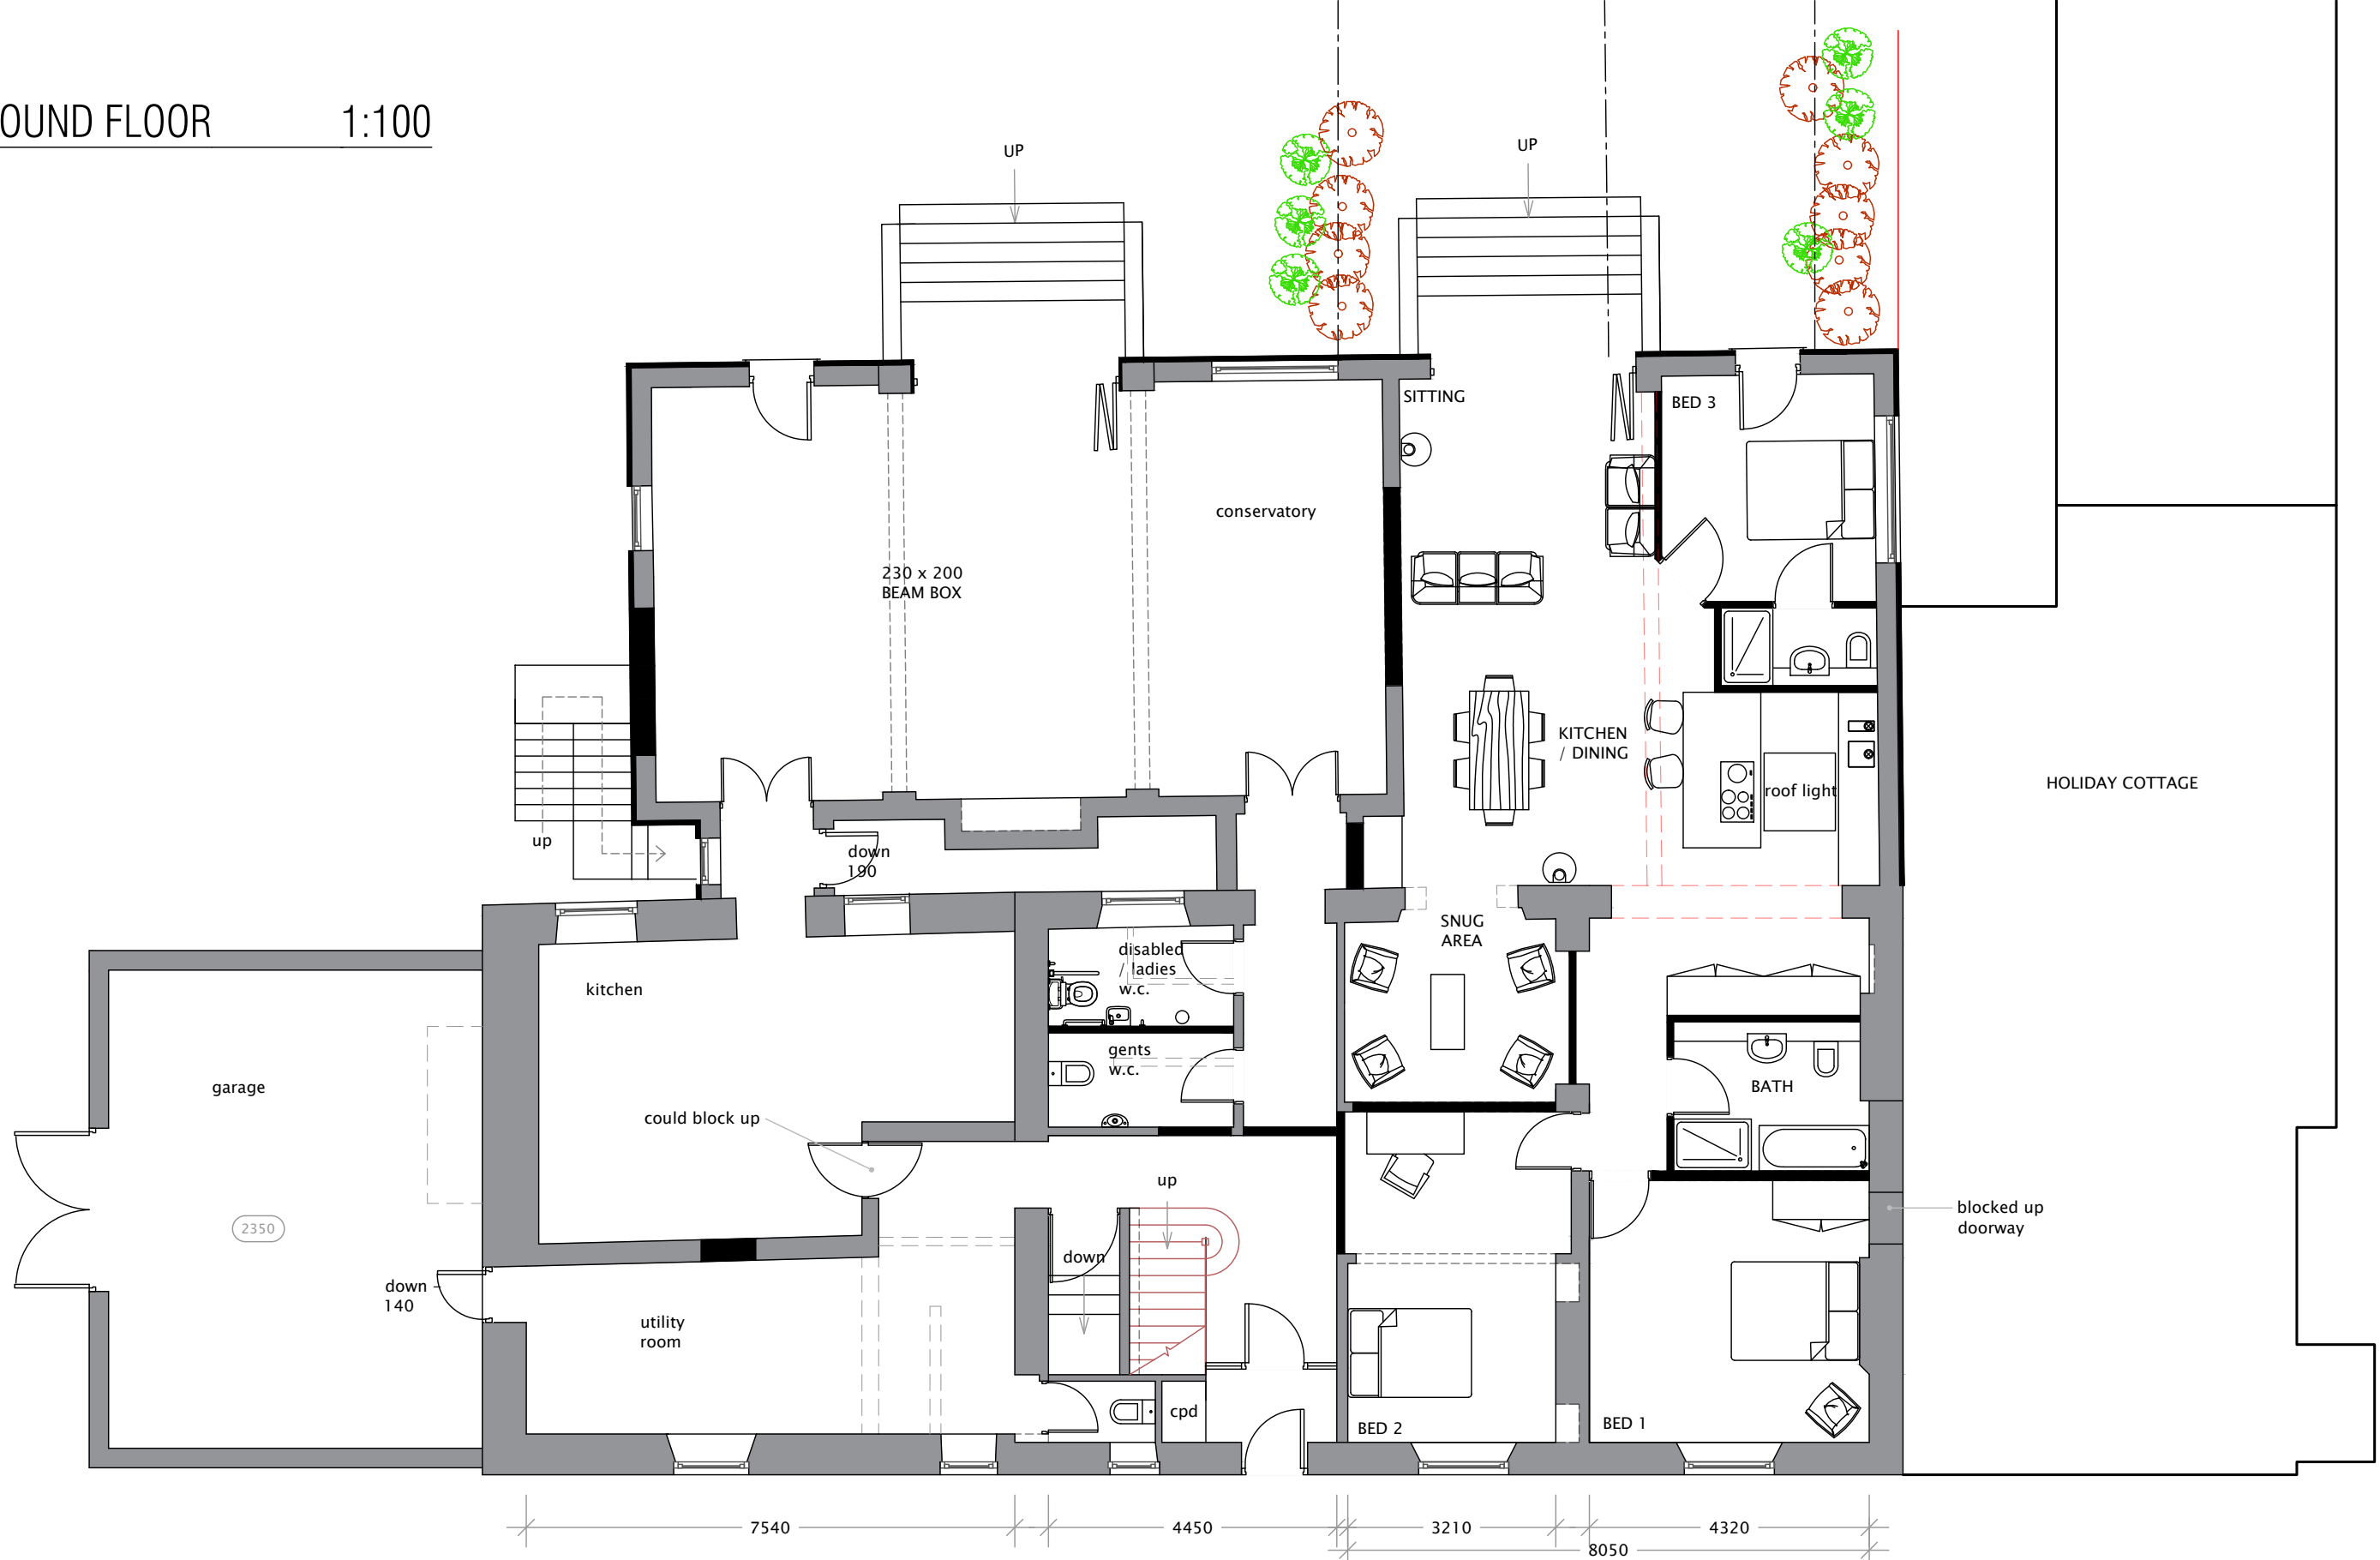 OUND FLOOR 1:100
UP
UP
SITTING
BED 3
conservatory
230 x 200
BEAM BOX
KITCHEN
/ DINING
roof light
HOLIDAY COTTAGE
up
down
190
SNUG
AREA
disabled
/ ladies
w.c.
kitchen
gents
w.c.
garage
BATH
could block up
up
blocked up
doorway
2350
down
down
140
utility
room
cpd
BED 2
BED 1
7540
4450
3210
4320
8050